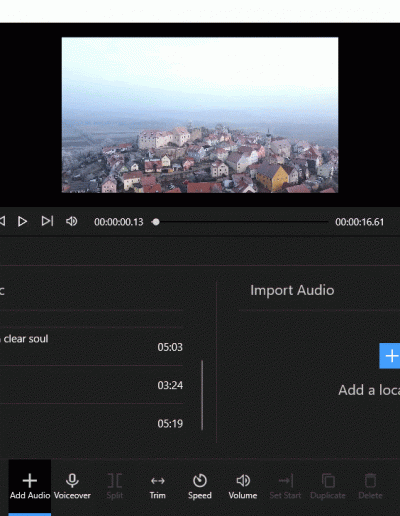 00:00:00.13
00:00:16.61
Import Audio
clear soul
05:03
03:24
Add a loca
05:19
Add Audio
Voiceover
Split
Trim
Speed
Volume
Set Start
Duplicate
Delete